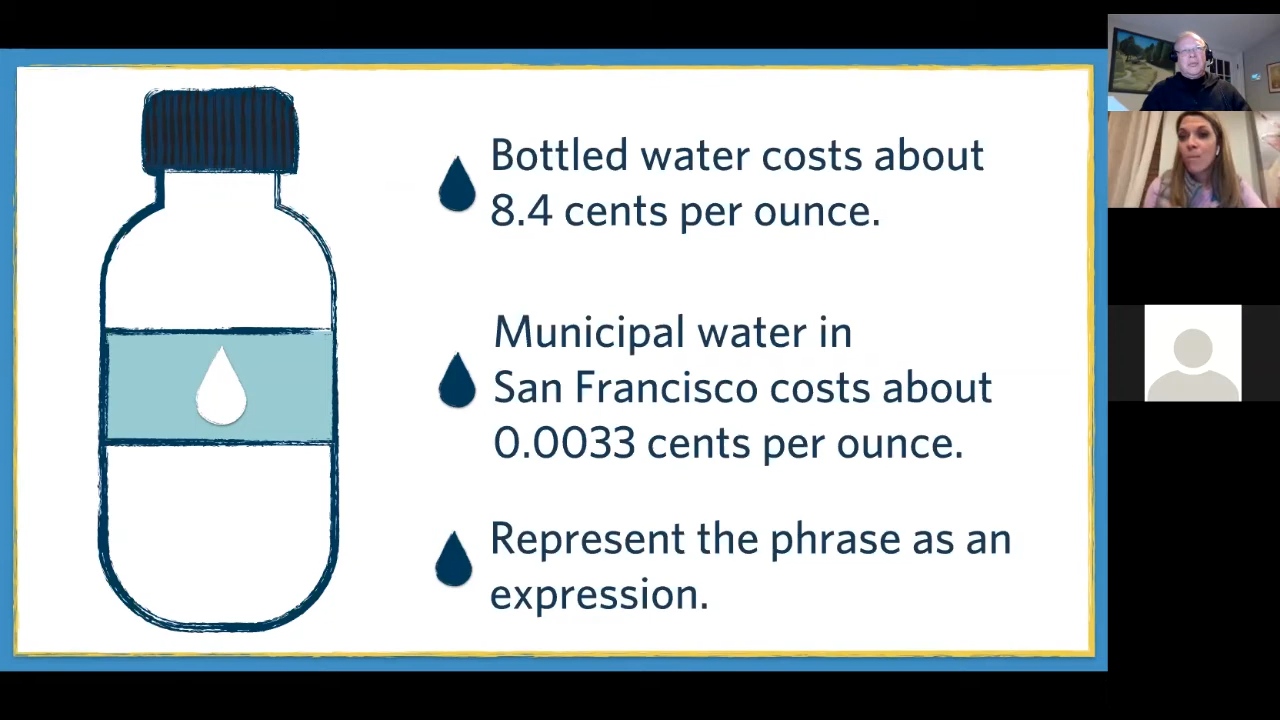 Bottled water costs about
8.4 cents per ounce.
Municipal water in
San Francisco costs about
0.0033 cents per ounce.
Represent the phrase as an
expression.